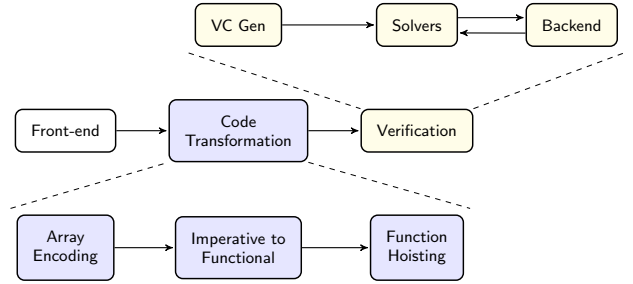 VC Gen
Solvers
Backend
Front-end
Code
Transformation
Verification
Array
Encoding
Imperative to
Functional
Function
Hoisting